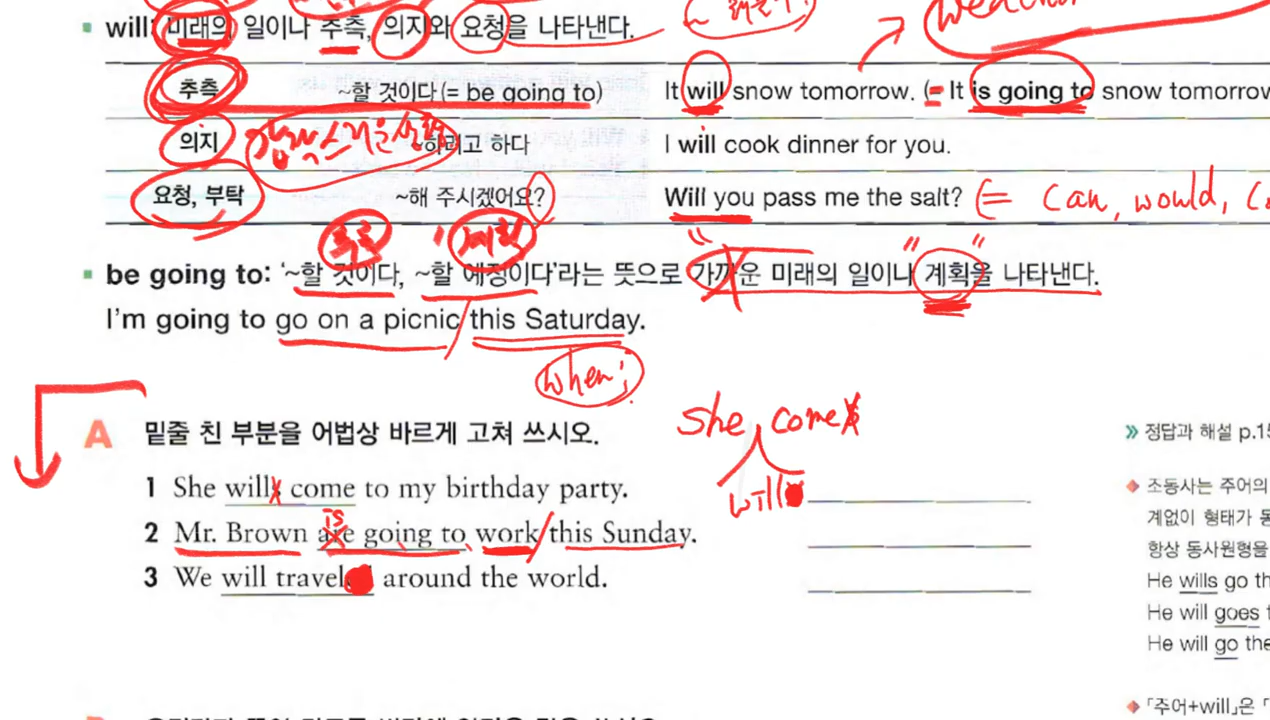 will: 미래의 일이나 추측, 의지와 요청을 나타낸다.
추측 ~할 것이다(= be going to) It will snow tomorrow. (= It is going to snow tomorrow
의지 ~하려고 하다 I will cook dinner for you.
요청, 부탁 ~해 주시겠어요? Will you pass me the salt? (= can, would,
추측
be going to: '~할 것이다, ~할 예정이다'라는 뜻으로 가까운 미래의 일이나 계획을 나타낸다.
I'm going to go on a picnic/this Saturday.
when;
A 밑줄 친 부분을 어법상 바르게 고쳐 쓰시오.
she come
will
1 She wills come to my birthday party.
is
2 Mr. Brown are going to work/this Sunday.
3 We will travel around the world.
» 정답과 해설 p.15
조동사는 주어의
계없이 형태가 동
항상 동사원형을
He wills go th
He will goes t
He will go the
「주어+will」은 「